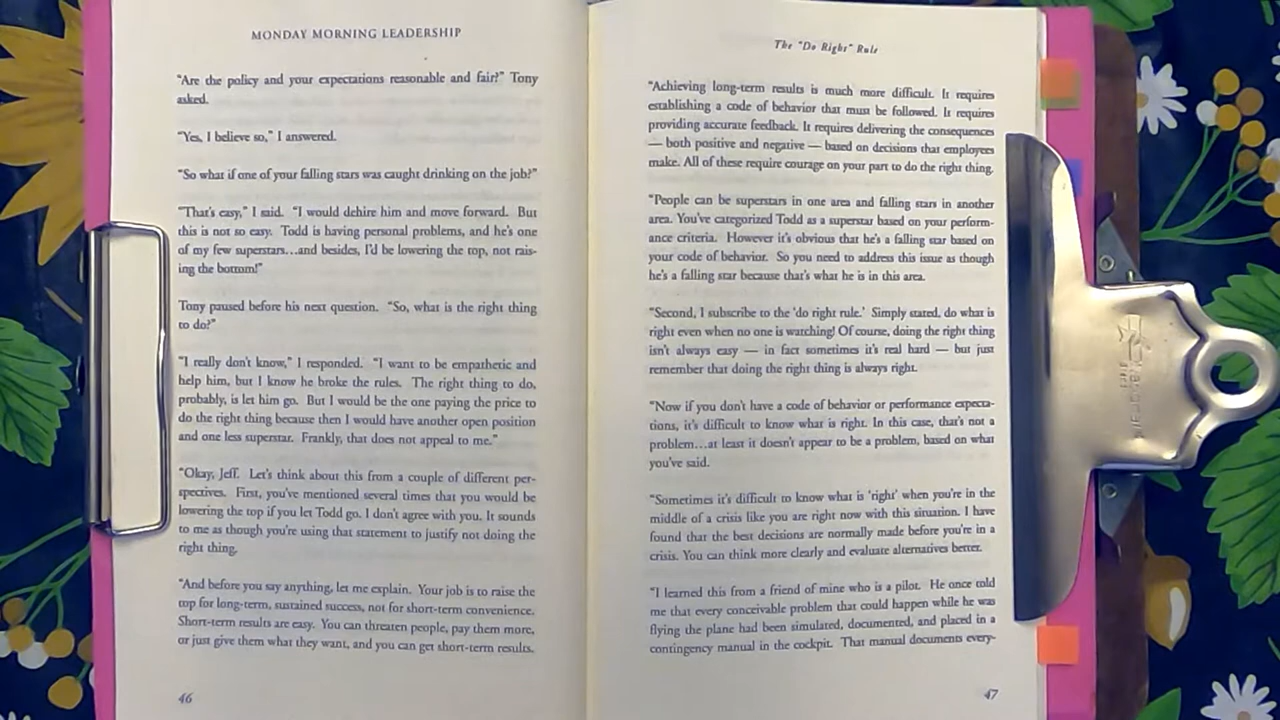 MONDAY MORNING LEADERSHIP
“Are the policy and your expectations reasonable and fair?” Tony
asked.
“Yes, I believe so,” I answered.
“So what if one of your falling stars was caught drinking on the job?”
“That’s easy,” I said. “I would dehire him and move forward. But
this is not so easy. Todd is having personal problems, and he’s one
of my few superstars…and besides, I’d be lowering the top, not rais-
ing the bottom!”
Tony paused before his next question. “So, what is the right thing
to do?”
“I really don’t know,” I responded. “I want to be empathetic and
help him, but I know he broke the rules. The right thing to do,
probably, is let him go. But I would be the one paying the price to
do the right thing because then I would have another open position
and one less superstar. Frankly, that does not appeal to me.”
“Okay, Jeff. Let’s think about this from a couple of different per-
spectives. First, you’ve mentioned several times that you would be
lowering the top if you let Todd go. I don’t agree with you. It sounds
to me as though you’re using that statement to justify not doing the
right thing.
“And before you say anything, let me explain. Your job is to raise the
top for long-term, sustained success, not for short-term convenience.
Short-term results are easy. You can threaten people, pay them more,
or just give them what they want, and you can get short-term results.
46
The “Do Right” Rule
“Achieving long-term results is much more difficult. It requires
establishing a code of behavior that must be followed. It requires
providing accurate feedback. It requires delivering the consequences
— both positive and negative — based on decisions that employees
make. All of these require courage on your part to do the right thing.
“People can be superstars in one area and falling stars in another
area. You’ve categorized Todd as a superstar based on your perform-
ance criteria. However it’s obvious that he’s a falling star based on
your code of behavior. So you need to address this issue as though
he’s a falling star because that’s what he is in this area.
“Second, I subscribe to the ‘do right rule.’ Simply stated, do what is
right even when no one is watching! Of course, doing the right thing
isn’t always easy — in fact sometimes it’s real hard — but just
remember that doing the right thing is always right.
“Now if you don’t have a code of behavior or performance expecta-
tions, it’s difficult to know what is right. In this case, that’s not a
problem…at least it doesn’t appear to be a problem, based on what
you’ve said.
“Sometimes it’s difficult to know what is ‘right’ when you’re in the
middle of a crisis like you are right now with this situation. I have
found that the best decisions are normally made before you’re in a
crisis. You can think more clearly and evaluate alternatives better.
“I learned this from a friend of mine who is a pilot. He once told
me that every conceivable problem that could happen while he was
flying the plane had been simulated, documented, and placed in a
contingency manual in the cockpit. That manual documents every-
47